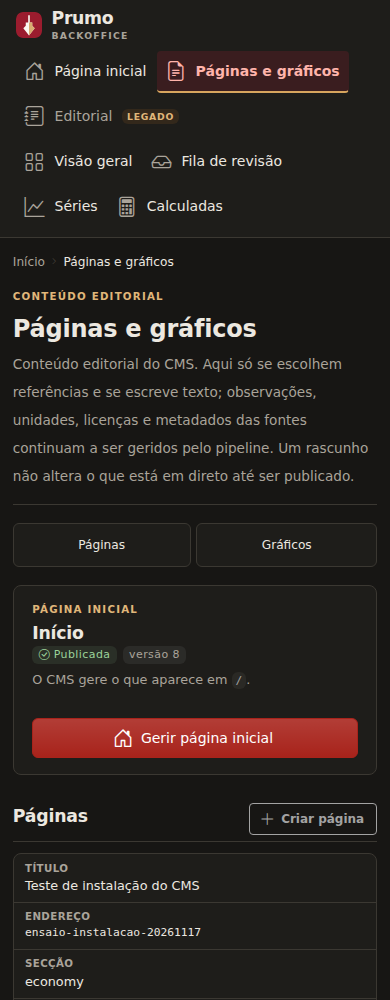 Prumo
BACKOFFICE
Página inicial
Páginas e gráficos
Editorial LEGADO
Visão geral
Fila de revisão
Séries
Calculadas
Início › Páginas e gráficos
CONTEÚDO EDITORIAL
Páginas e gráficos
Conteúdo editorial do CMS. Aqui só se escolhem
referências e se escreve texto; observações,
unidades, licenças e metadados das fontes
continuam a ser geridos pelo pipeline. Um rascunho
não altera o que está em direto até ser publicado.
Páginas
Gráficos
PÁGINA INICIAL
Início
Publicada versão 8
O CMS gere o que aparece em /.
Gerir página inicial
Páginas
Criar página
TÍTULO
Teste de instalação do CMS
ENDEREÇO
ensaio-instalacao-20261117
SECÇÃO
economy